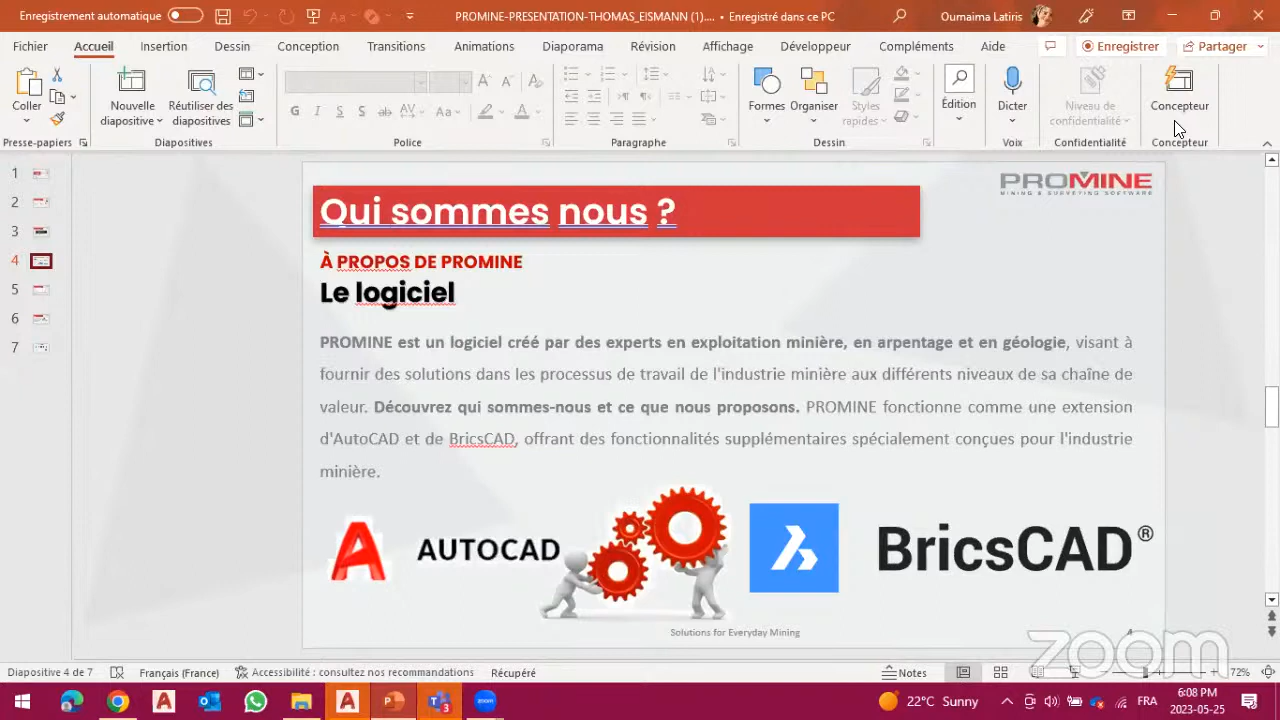 Enregistrement automatique
PROMINE-PRESENTATION-THOMAS_EISMANN (1).... • Enregistré dans ce PC
Oumaima Latiris
Fichier Accueil Insertion Dessin Conception Transitions Animations Diaporama Révision Affichage Développeur Compléments Aide Enregistrer Partager
Coller
Nouvelle diapositive
Réutiliser des diapositives
Formes Organiser
Styles rapides
Édition
Dicter
Niveau de confidentialité
Concepteur
Presse-papiers Diapositives Police Paragraphe Dessin Voix Confidentialité Concepteur
1
2
3
4
5
6
7
PROMINE
MINING & SURVEYING SOFTWARE
Qui sommes nous ?
À PROPOS DE PROMINE
Le logiciel
PROMINE est un logiciel créé par des experts en exploitation minière, en arpentage et en géologie, visant à
fournir des solutions dans les processus de travail de l'industrie minière aux différents niveaux de sa chaîne de
valeur. Découvrez qui sommes-nous et ce que nous proposons. PROMINE fonctionne comme une extension
d'AutoCAD et de BricsCAD, offrant des fonctionnalités supplémentaires spécialement conçues pour l'industrie
minière.
A AUTOCAD
BricsCAD®
Solutions for Everyday Mining
4
zoom
Diapositive 4 de 7 Français (France) Accessibilité : consultez nos recommandations Récupéré Notes 72%
22°C Sunny FRA 6:08 PM
2023-05-25